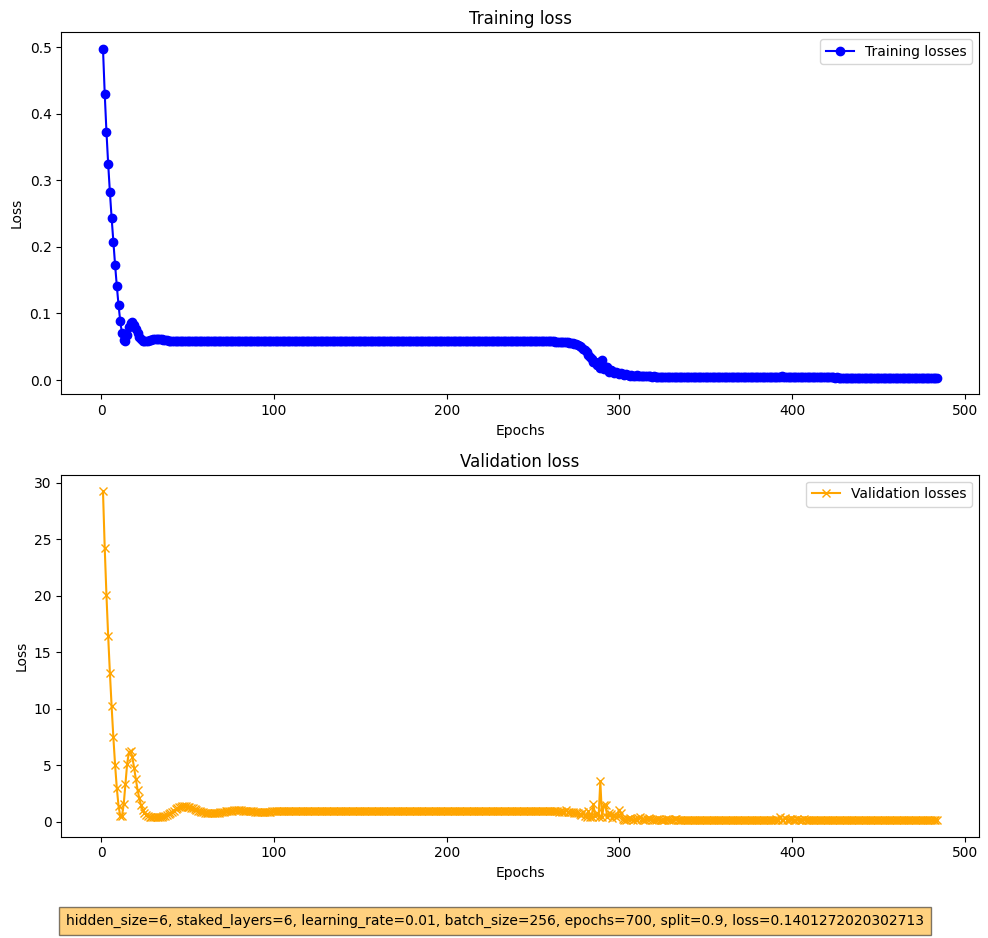 Training loss
Training losses
0.5
0.4
0.3
0.2
0.1
0.0
Loss
0
100
200
300
400
500
Epochs
Validation loss
Validation losses
30
25
20
15
10
5
0
Loss
0
100
200
300
400
500
Epochs
hidden_size=6, staked_layers=6, learning_rate=0.01, batch_size=256, epochs=700, split=0.9, loss=0.1401272020302713